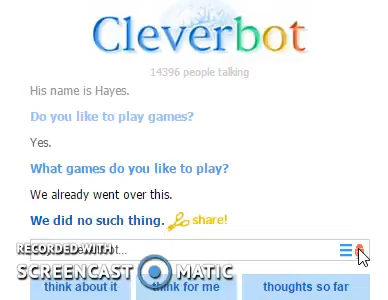 Cleverbot
14396 people talking
His name is Hayes.
Do you like to play games?
Yes.
What games do you like to play?
We already went over this.
We did no such thing. share!
RECORDED WITH
SCREENCAST MATIC
think about it think for me thoughts so far